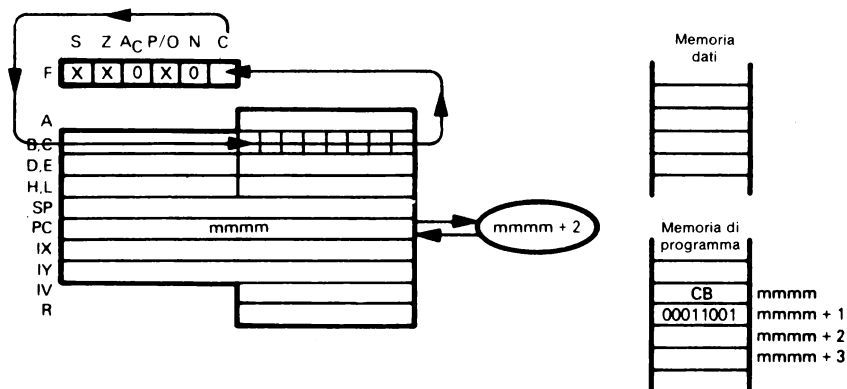 S Z AC P/O N C
F X X 0 X 0
A
B,C
D,E
H,L
SP
PC mmmm mmmm + 2
IX
IY
IV
R
Memoria
dati
Memoria di
programma
CB mmmm
00011001 mmmm + 1
mmmm + 2
mmmm + 3